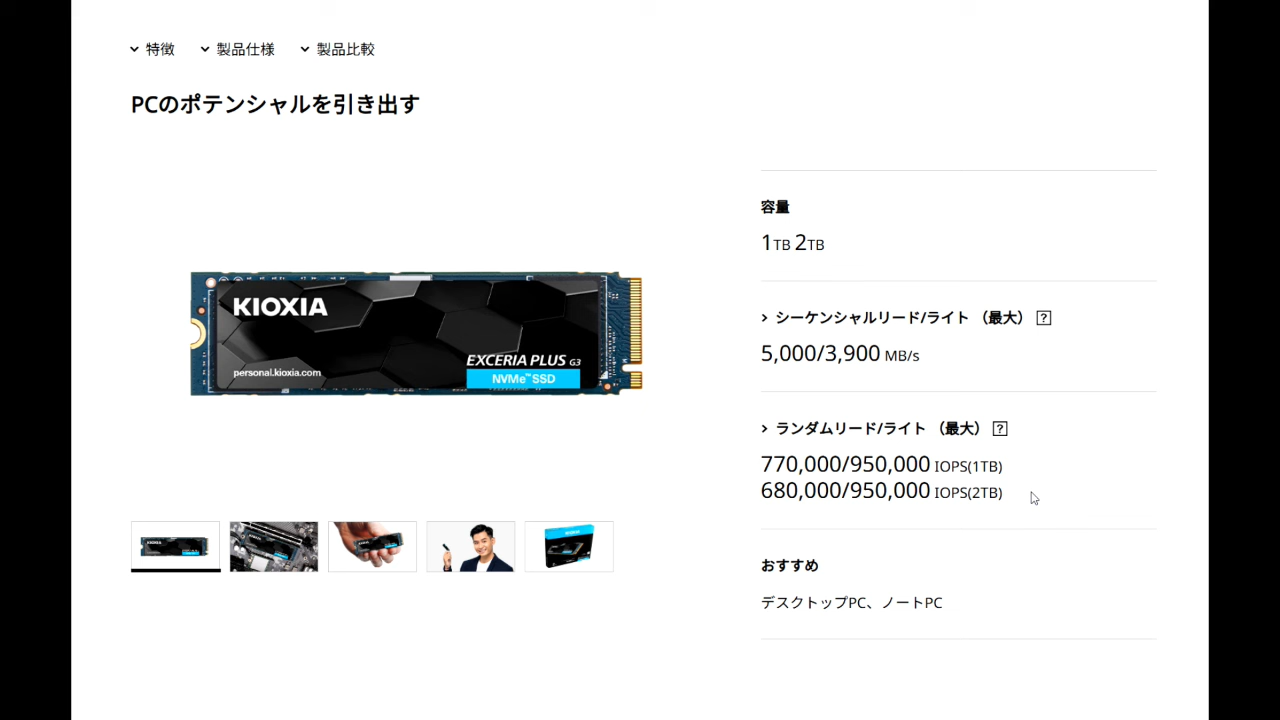 特徴 製品仕様 製品比較
PCのポテンシャルを引き出す
容量
1TB 2TB
シーケンシャルリード/ライト （最大） ?
5,000/3,900 MB/s
ランダムリード/ライト （最大） ?
770,000/950,000 IOPS(1TB)
680,000/950,000 IOPS(2TB)
おすすめ
デスクトップPC、ノートPC
KIOXIA
EXCERIA PLUS G3
personal.kioxia.com
NVMe™SSD